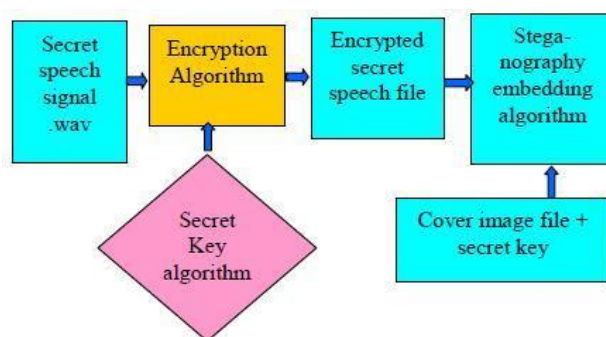 Secret
speech
signal
.wav
Encryption
Algorithm
Encrypted
secret
speech file
Stega-
nography
embedding
algorithm
Secret
Key
algorithm
Cover image file +
secret key